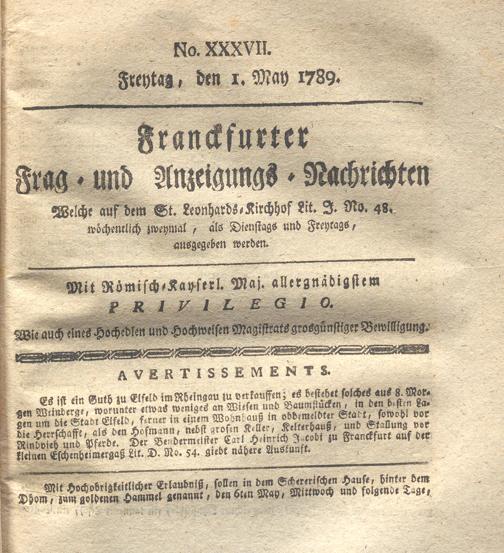 No. XXXVII.
Freytag, den 1. May 1789.
Franckfurter
Frag- und Anzeigungs-Nachrichten
Welche auf dem St. Leonhards-Kirchhof Lit. J. No. 48.
wöchentlich zweymal, als Dienstags und Freytags,
ausgegeben werden.
Mit Römisch-Kayserl. Maj. allergnädigstem
PRIVILEGIO.
Wie auch eines Hochedlen und Hochweisen Magistrats grosgünstiger Bewilligung.
AVERTISSEMENTS.
Es ist ein Guth zu Elfeld im Rheingau zu verkauffen; es bestehet solches aus 8. Mor-
gen Weinberge, worunter etwas weniges an Wiesen und Baumstücken, in den besten La-
gen um die Stadt Elfeld, ferner in einem Wohnhauß in obbemeldter Stadt, sowohl vor
die Herrschafft, als den Hofmann, nebst grosen Keller, Kelterhauß, und Stallung vor
Rindvieh und Pferde. Der Bendermeister Carl Heinrich Jacobi zu Franckfurt auf der
kleinen Eschenheimergaß Lit. D. No. 54. giebt nähere Auskunft.
Mit Hochobrigkeitlicher Erlaubniß, sollen in dem Schererischen Hause, hinter dem
Dhom, zum goldenen Hammel genannt, den 6ten May, Mittwoch und folgende Tage,